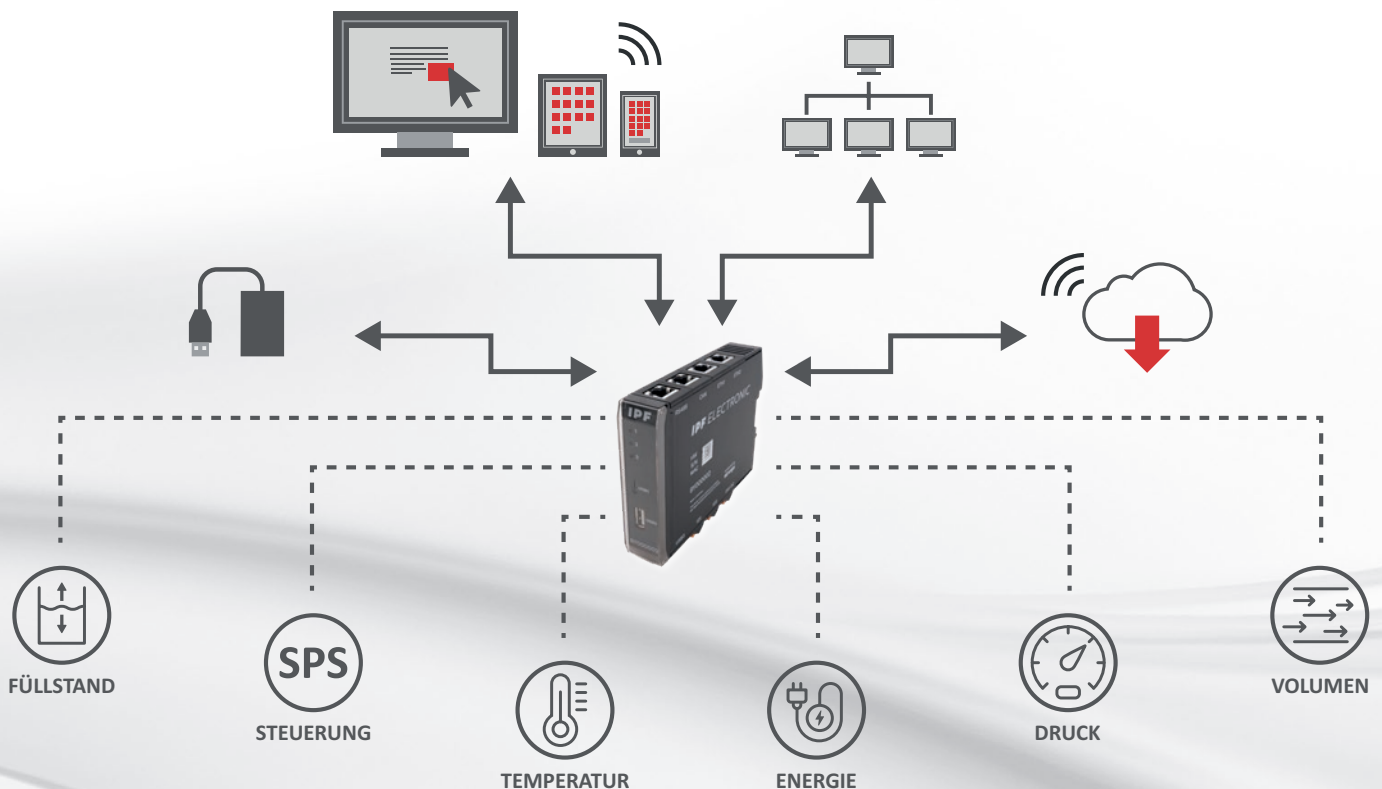 IPF
IPF ELECTRONIC
FÜLLSTAND
SPS
STEUERUNG
TEMPERATUR
ENERGIE
DRUCK
VOLUMEN